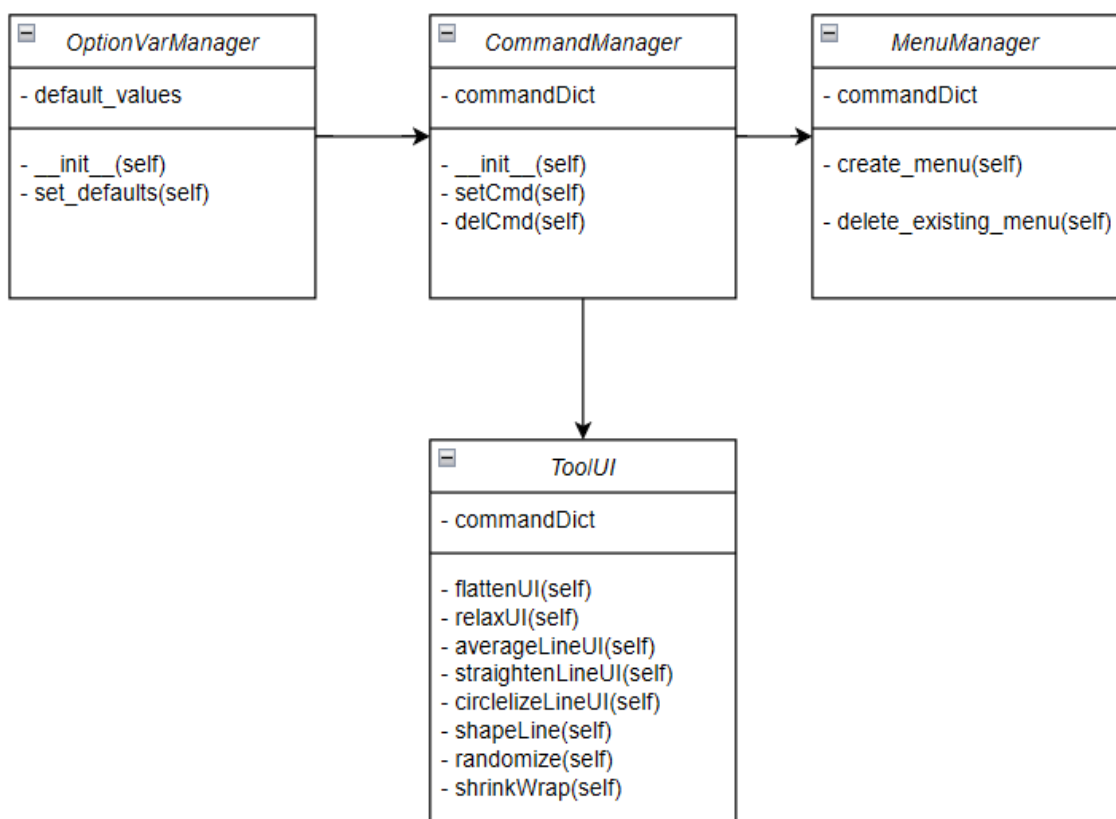 OptionVarManager
- default_values
- __init__(self)
- set_defaults(self)
CommandManager
- commandDict
- __init__(self)
- setCmd(self)
- delCmd(self)
MenuManager
- commandDict
- create_menu(self)
- delete_existing_menu(self)
ToolUI
- commandDict
- flattenUI(self)
- relaxUI(self)
- averageLineUI(self)
- straightenLineUI(self)
- circlelizeLineUI(self)
- shapeLine(self)
- randomize(self)
- shrinkWrap(self)